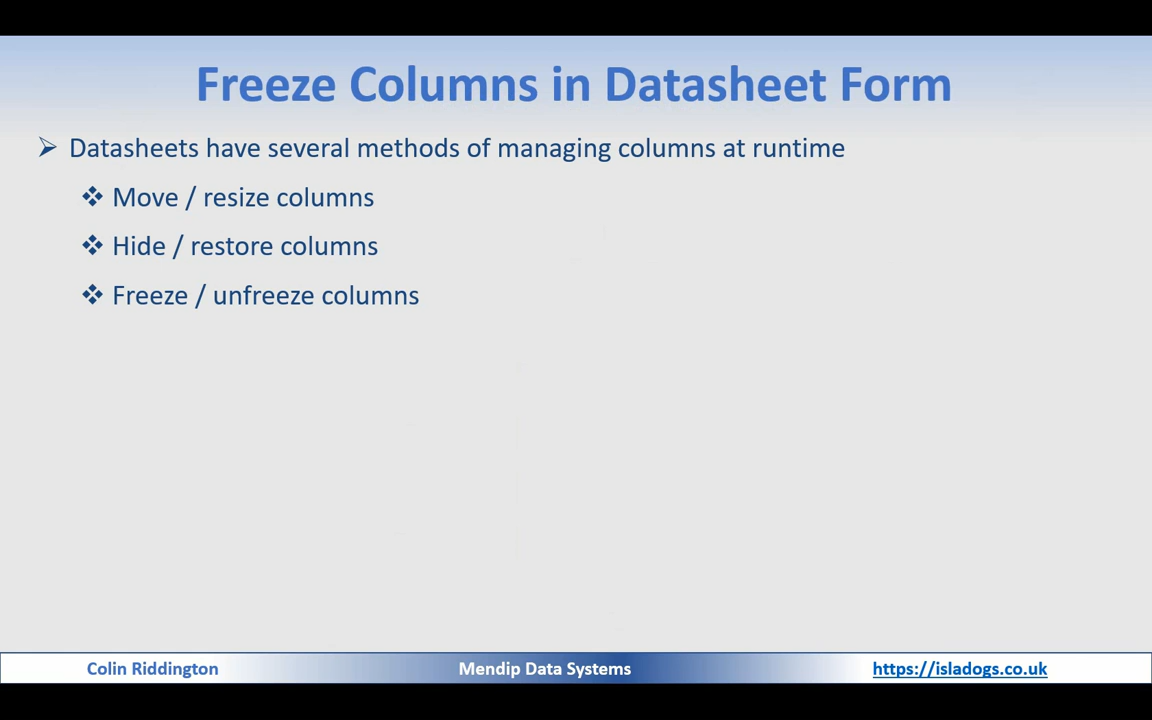 Freeze Columns in Datasheet Form
Datasheets have several methods of managing columns at runtime
Move / resize columns
Hide / restore columns
Freeze / unfreeze columns
Colin Riddington
Mendip Data Systems
https://isladogs.co.uk